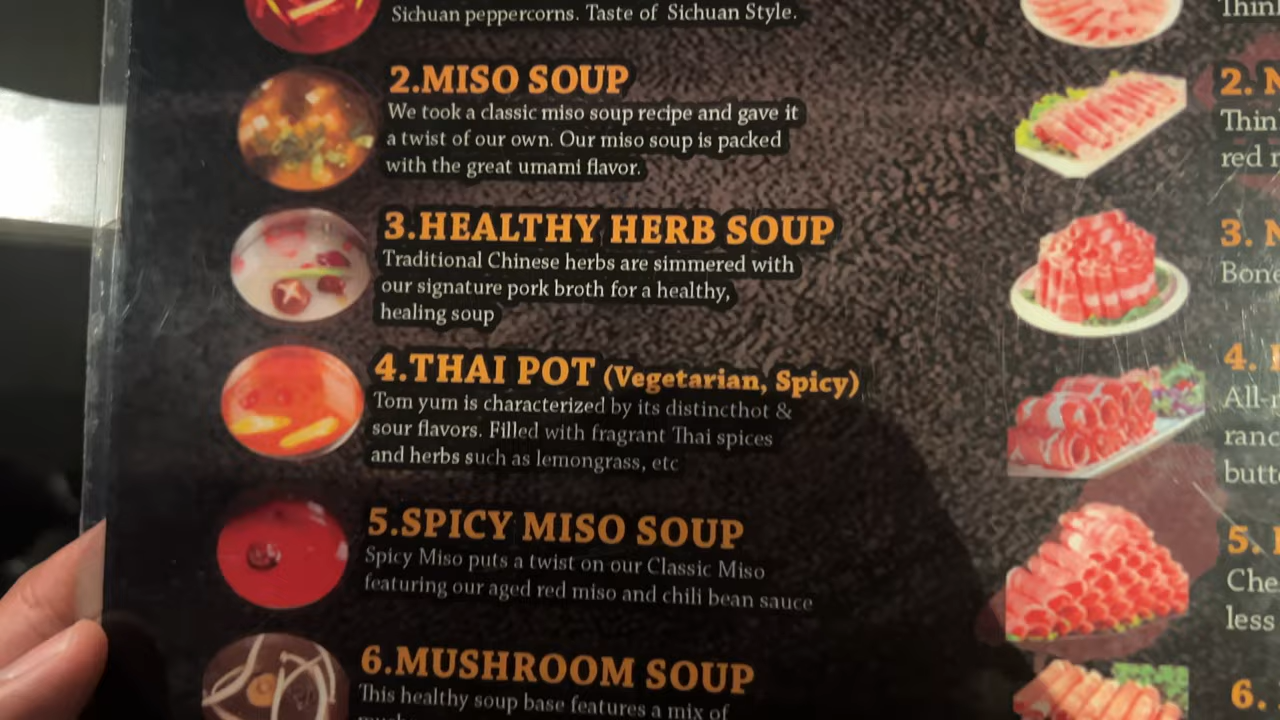 Sichuan peppercorns. Taste of Sichuan Style.
2.MISO SOUP
We took a classic miso soup recipe and gave it
a twist of our own. Our miso soup is packed
with the great umami flavor.
3.HEALTHY HERB SOUP
Traditional Chinese herbs are simmered with
our signature pork broth for a healthy,
healing soup
4.THAI POT (Vegetarian, Spicy)
Tom yum is characterized by its distincthot &
sour flavors. Filled with fragrant Thai spices
and herbs such as lemongrass, etc
5.SPICY MISO SOUP
Spicy Miso puts a twist on our Classic Miso
featuring our aged red miso and chili bean sauce
6.MUSHROOM SOUP
This healthy soup base features a mix of
2.
Thin
red
3.
4.
5.
less
6.